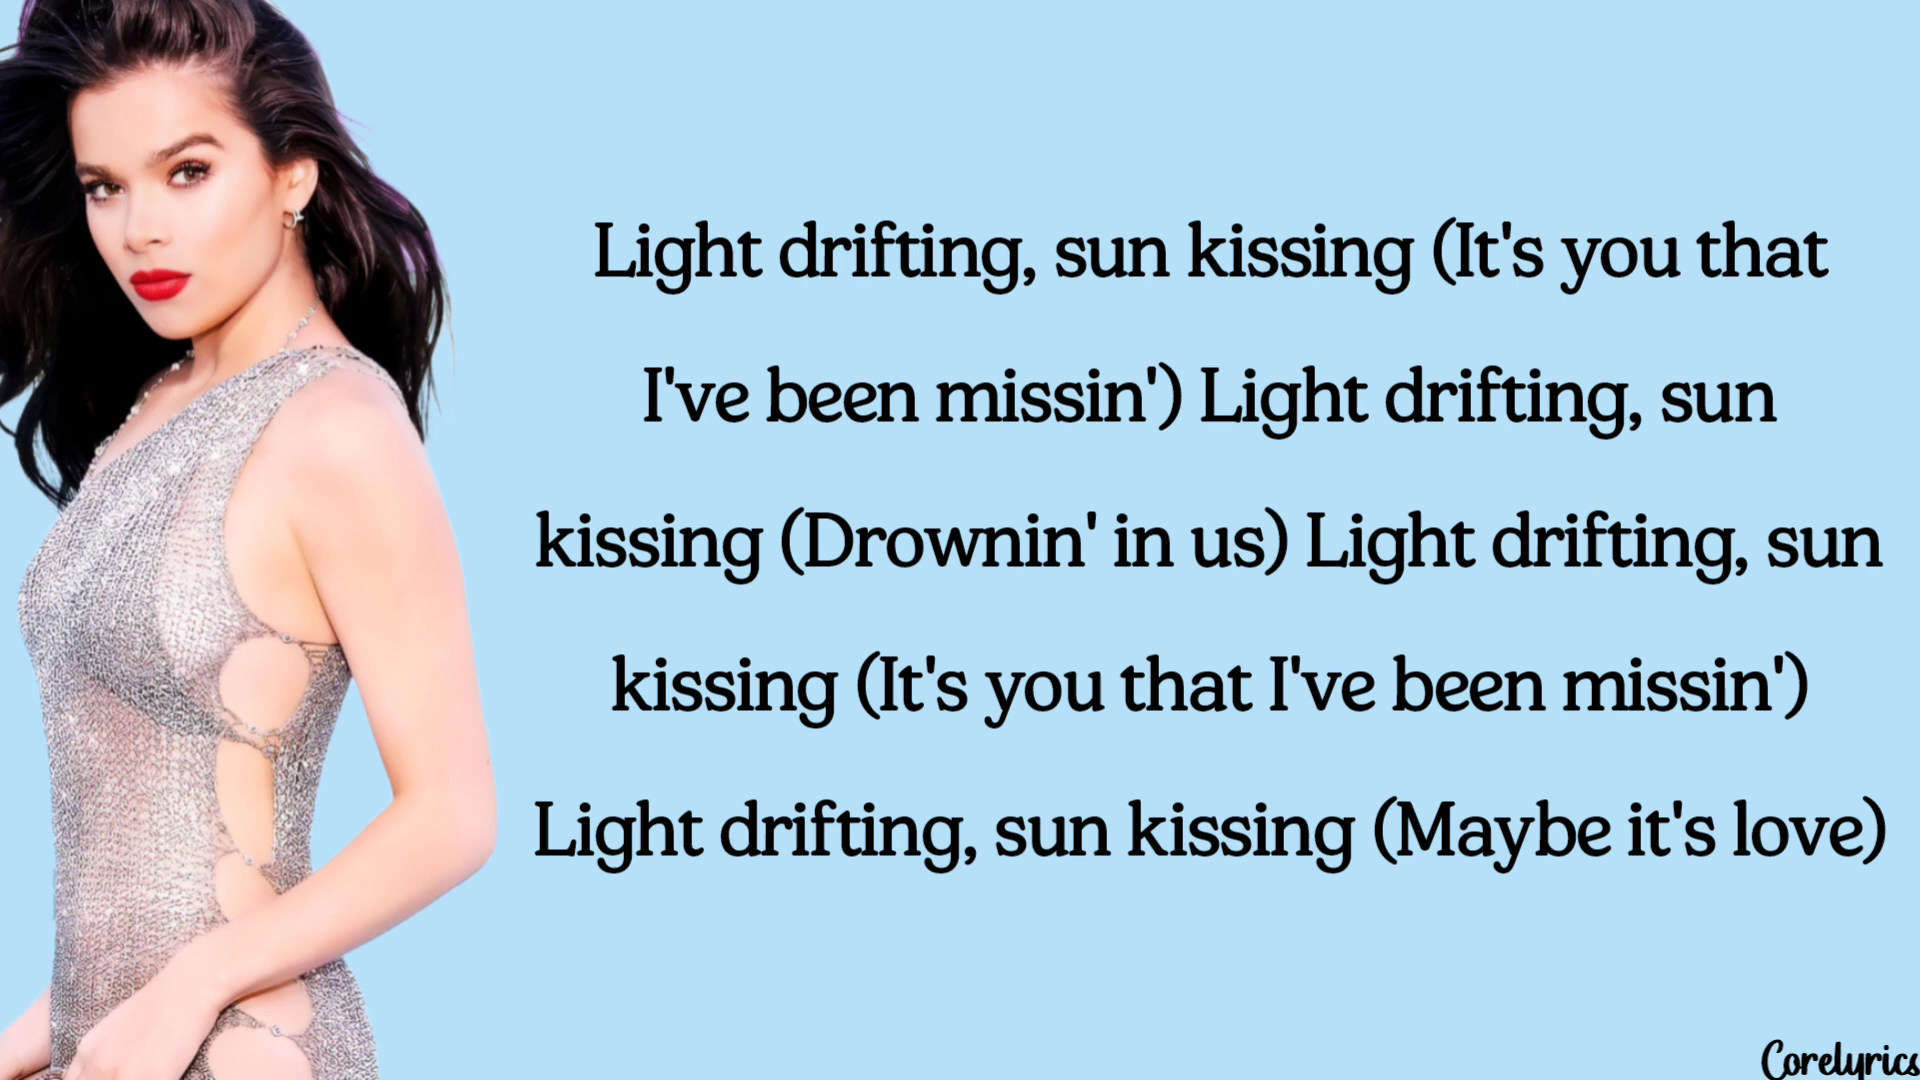 Light drifting, sun kissing (It's you that
I've been missin') Light drifting, sun
kissing (Drownin' in us) Light drifting, sun
kissing (It's you that I've been missin')
Light drifting, sun kissing (Maybe it's love)
Corelyrics